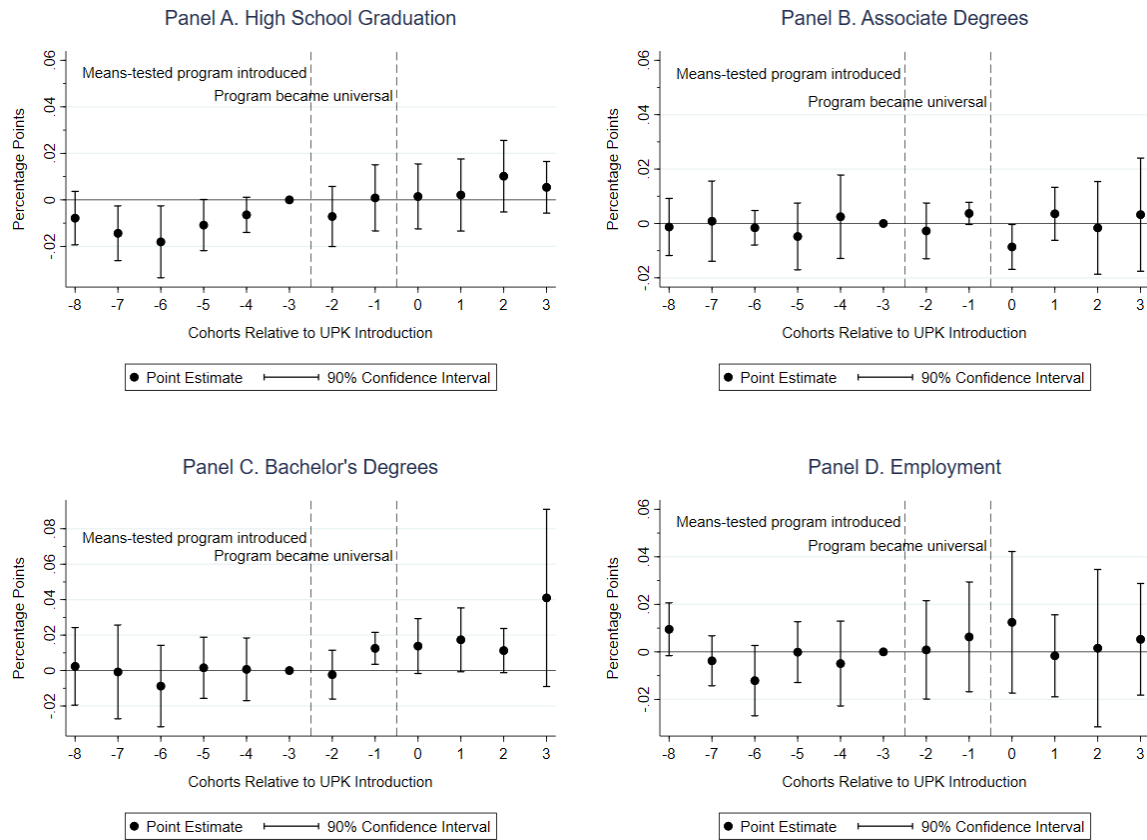 Panel A. High School Graduation
Percentage Points
.06
.04
.02
0
-.02
Means-tested program introduced
Program became universal
-8 -7 -6 -5 -4 -3 -2 -1 0 1 2 3
Cohorts Relative to UPK Introduction
Point Estimate 90% Confidence Interval
Panel B. Associate Degrees
Percentage Points
.06
.04
.02
0
-.02
Means-tested program introduced
Program became universal
-8 -7 -6 -5 -4 -3 -2 -1 0 1 2 3
Cohorts Relative to UPK Introduction
Point Estimate 90% Confidence Interval
Panel C. Bachelor's Degrees
Percentage Points
.08
.06
.04
.02
0
-.02
Means-tested program introduced
Program became universal
-8 -7 -6 -5 -4 -3 -2 -1 0 1 2 3
Cohorts Relative to UPK Introduction
Point Estimate 90% Confidence Interval
Panel D. Employment
Percentage Points
.06
.04
.02
0
-.02
Means-tested program introduced
Program became universal
-8 -7 -6 -5 -4 -3 -2 -1 0 1 2 3
Cohorts Relative to UPK Introduction
Point Estimate 90% Confidence Interval